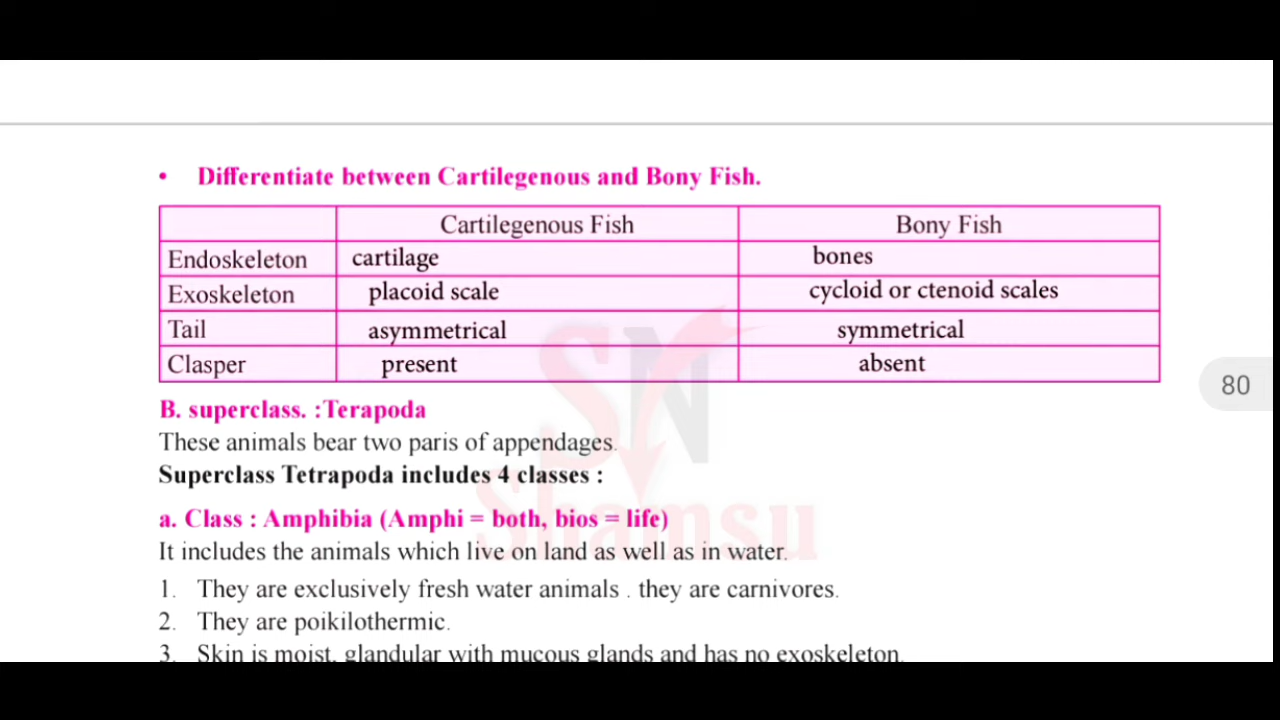 • Differentiate between Cartilegenous and Bony Fish.
Cartilegenous Fish Bony Fish
Endoskeleton cartilage bones
Exoskeleton placoid scale cycloid or ctenoid scales
Tail asymmetrical symmetrical
Clasper present absent
80
B. superclass. :Terapoda
These animals bear two paris of appendages.
Superclass Tetrapoda includes 4 classes :
a. Class : Amphibia (Amphi = both, bios = life)
It includes the animals which live on land as well as in water.
1. They are exclusively fresh water animals . they are carnivores.
2. They are poikilothermic.
3. Skin is moist, glandular with mucous glands and has no exoskeleton.
SN
Shamsu